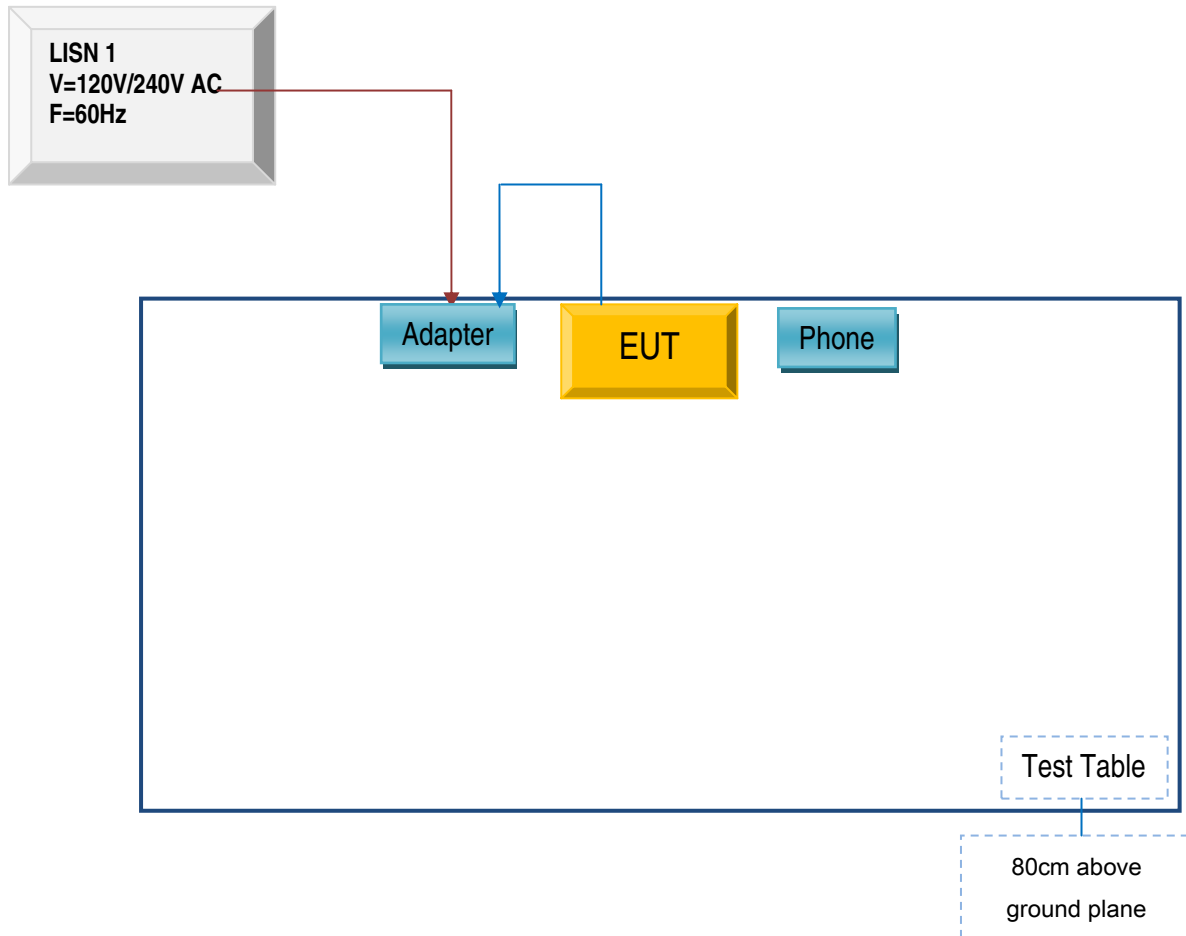 LISN 1
V=120V/240V AC
F=60Hz
Adapter
EUT
Phone
Test Table
80cm above
ground plane